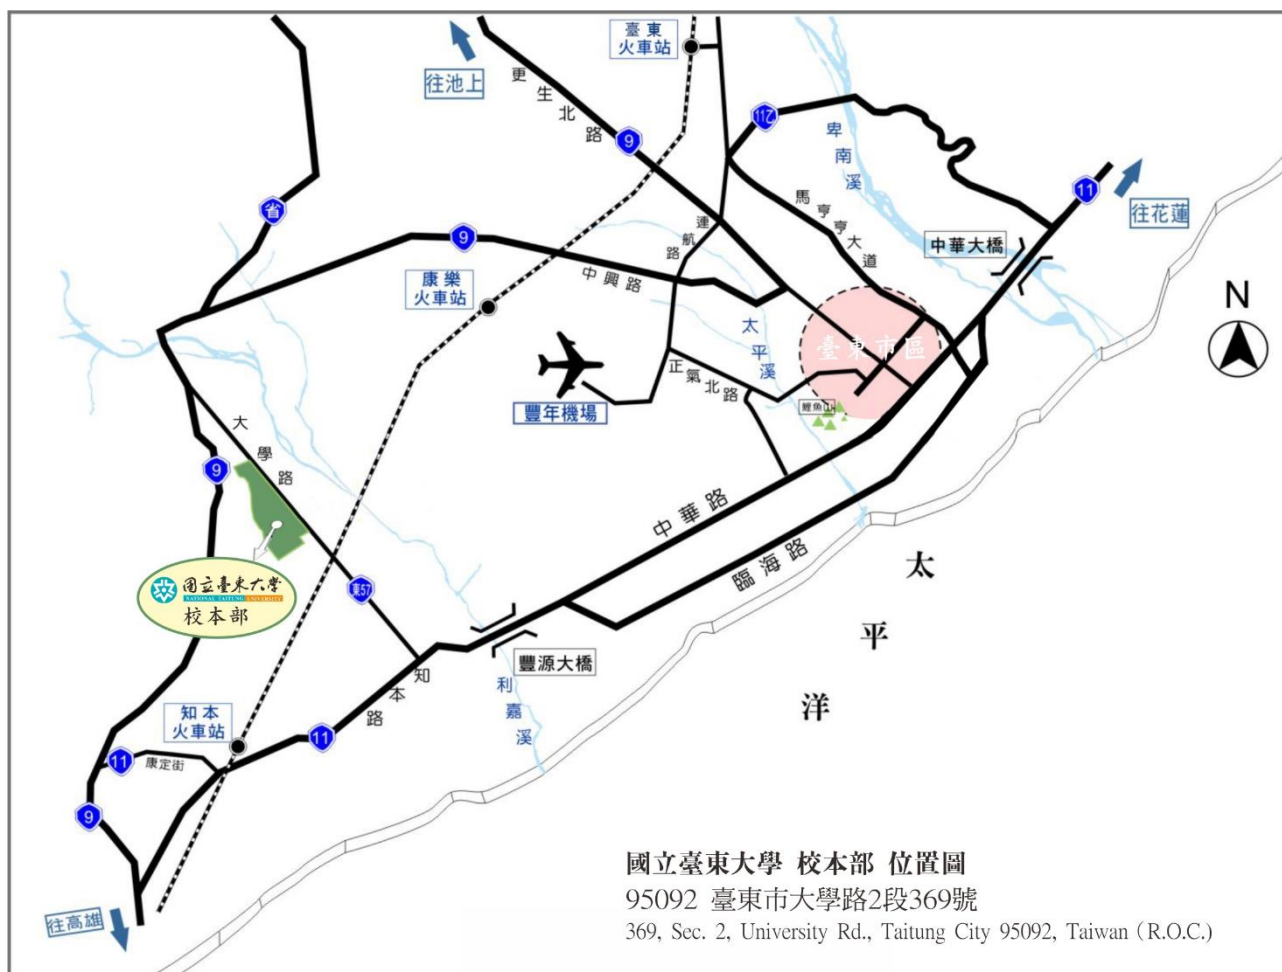 臺東
火車站
往池上
更生北路
9
11乙
卑南溪
11
往花蓮
省
9
連航路
馬亨亨大道
中華大橋
康樂
火車站
中興路
N
太平溪
臺東市區
正氣北路
豐年機場
鯉魚山
大學路
9
中華路
臨海路
太平洋
國立臺東大學
NATIONAL TAITUNG UNIVERSITY
校本部
東57
豐源大橋
知本路
利嘉溪
知本
火車站
11
11
康定街
9
往高雄
國立臺東大學 校本部 位置圖
95092 臺東市大學路2段369號
369, Sec. 2, University Rd., Taitung City 95092, Taiwan (R.O.C.)